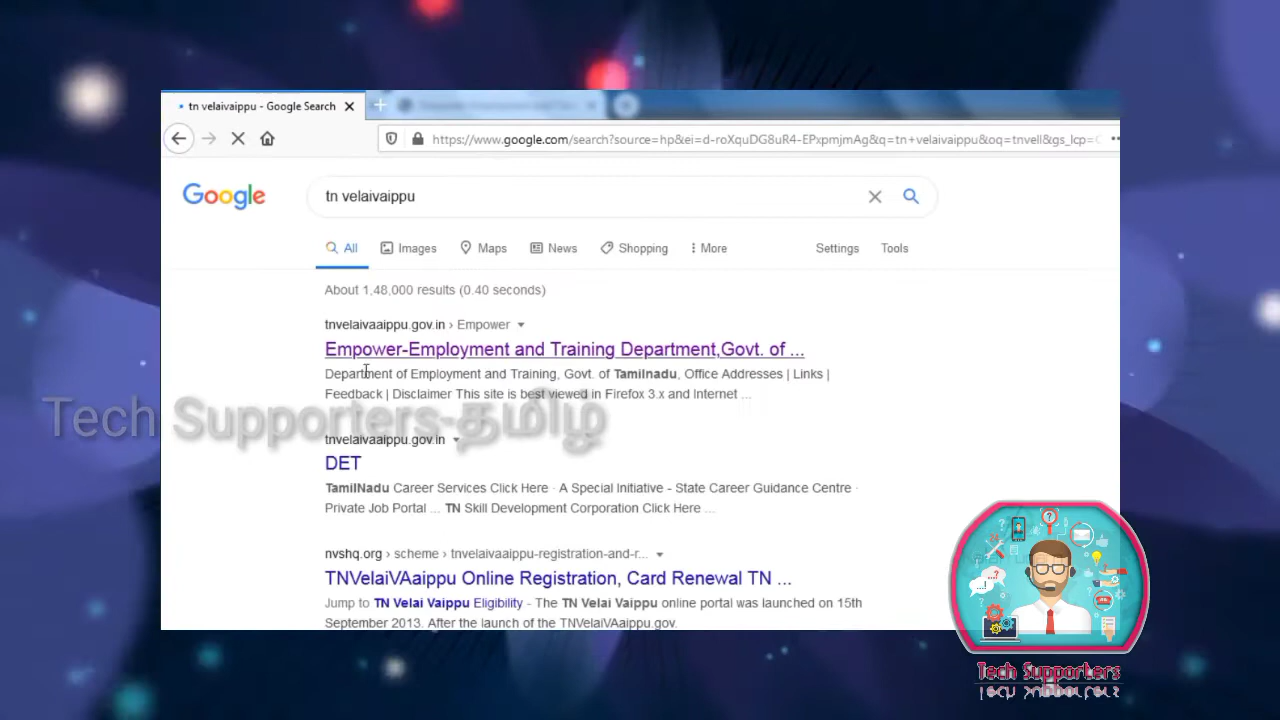 tn velaivaippu - Google Search
https://www.google.com/search?source=hp&ei=d-roXquDG8uR4-EPxpmjmAg&q=tn+velaivaippu&oq=tnvell&gs_lcp=
Google
tn velaivaippu
All Images Maps News Shopping More Settings Tools
About 1,48,000 results (0.40 seconds)
tnvelaivaaippu.gov.in › Empower
Empower-Employment and Training Department,Govt. of ...
Department of Employment and Training, Govt. of Tamilnadu, Office Addresses | Links |
Feedback | Disclaimer This site is best viewed in Firefox 3.x and Internet ...
Tech Supporters-தமிழ்
tnvelaivaaippu.gov.in
DET
TamilNadu Career Services Click Here · A Special Initiative - State Career Guidance Centre ·
Private Job Portal ... TN Skill Development Corporation Click Here ...
nvshq.org › scheme › tnvelaivaaippu-registration-and-r...
TNVelaiVAaippu Online Registration, Card Renewal TN ...
Jump to TN Velai Vaippu Eligibility - The TN Velai Vaippu online portal was launched on 15th
September 2013. After the launch of the TNVelaiVAaippu.gov.
Tech Supporters